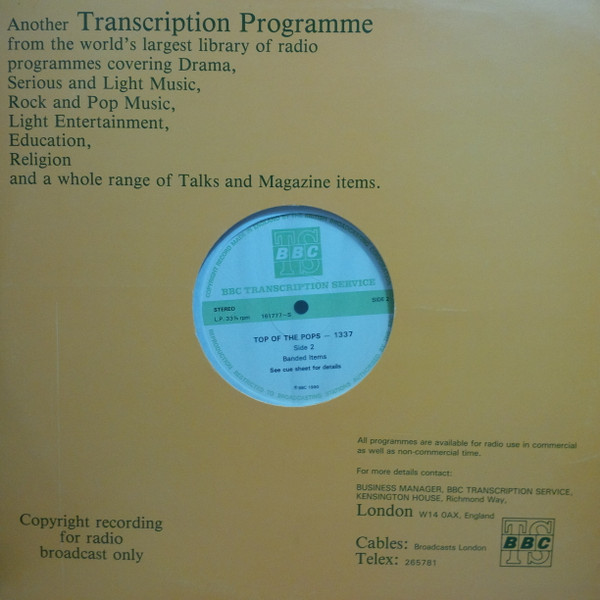 Another Transcription Programme
from the world's largest library of radio
programmes covering Drama,
Serious and Light Music,
Rock and Pop Music,
Light Entertainment,
Education,
Religion
and a whole range of Talks and Magazine items.
TS
BBC
BBC TRANSCRIPTION SERVICE
STEREO
SIDE 2
L.P. 33⅓ rpm
TOP OF THE POPS — 1337
Side 2
Banded Items
See cue sheet for details
All programmes are available for radio use in commercial
as well as non-commercial time.
For more details contact:
BUSINESS MANAGER, BBC TRANSCRIPTION SERVICE,
KENSINGTON HOUSE, Richmond Way,
London W14 0AX, England
Cables: Broadcasts London
Telex: 265781
TS
BBC
Copyright recording
for radio
broadcast only